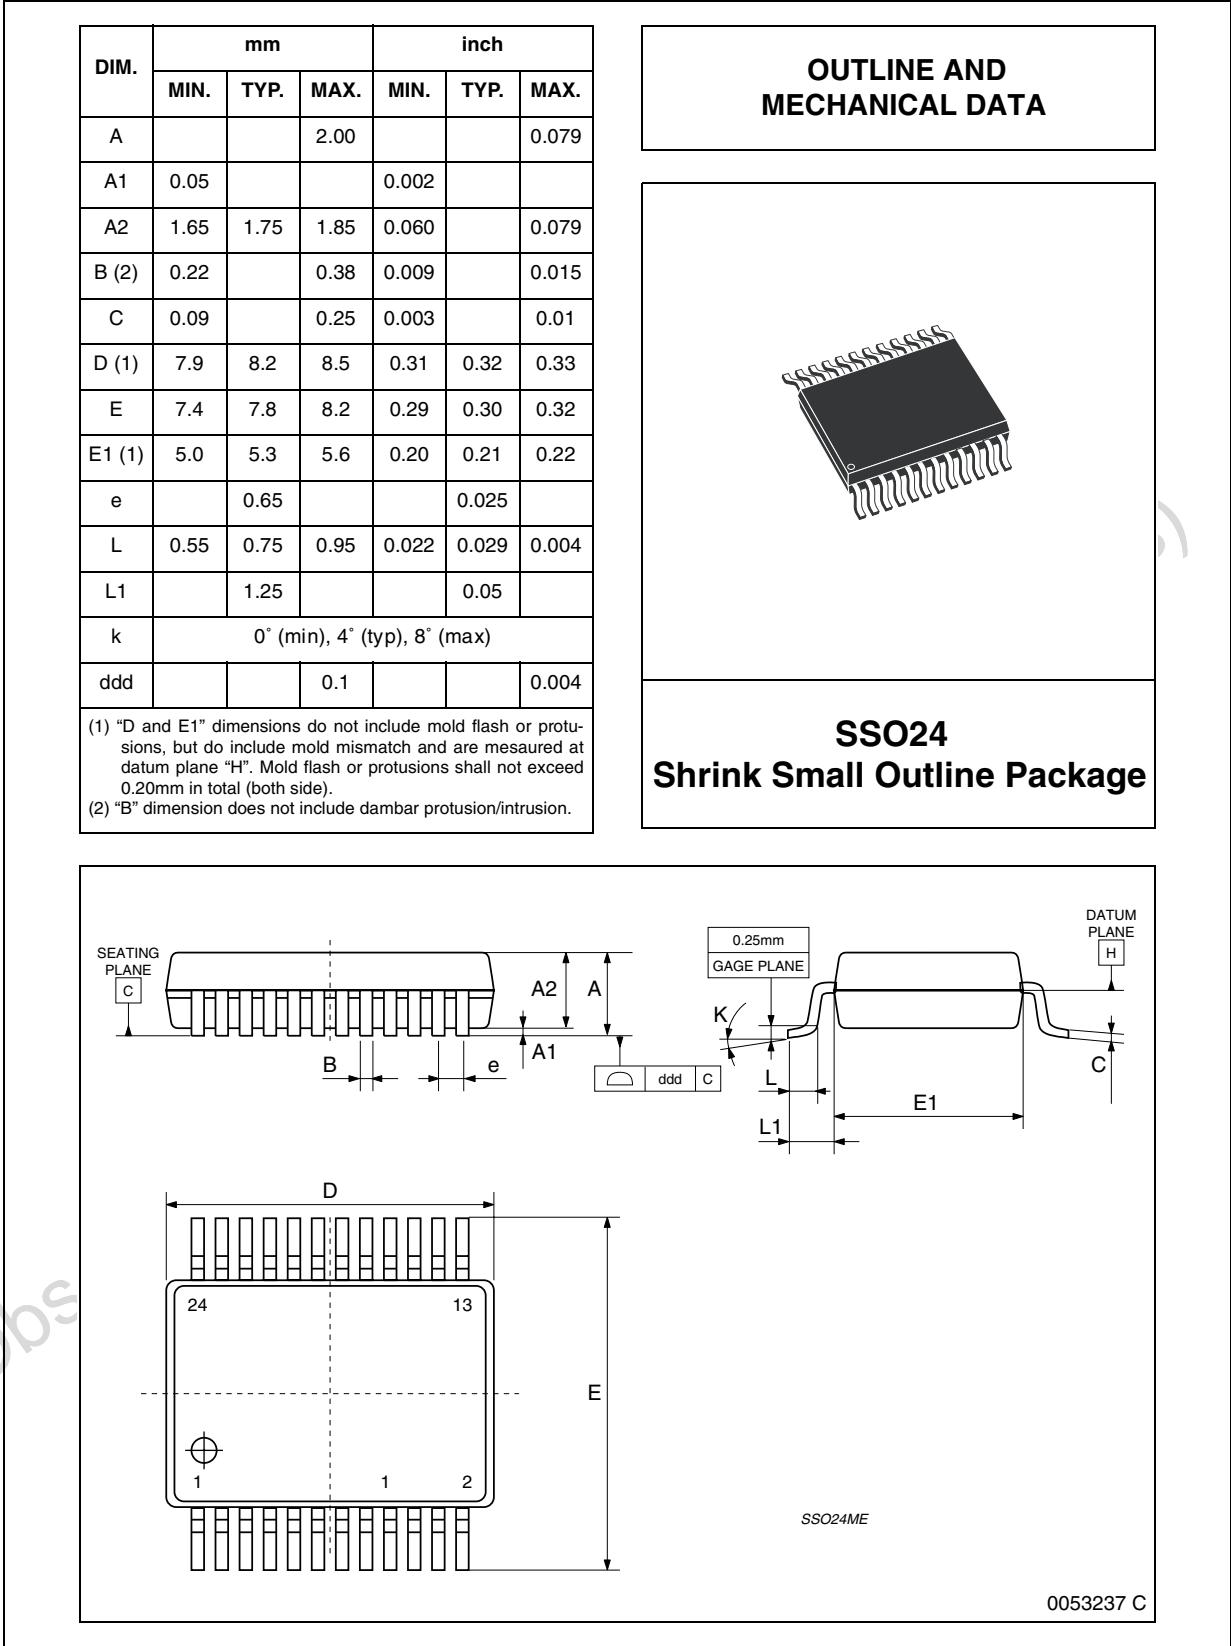 DIM. mm inch
MIN. TYP. MAX. MIN. TYP. MAX.
A 2.00 0.079
A1 0.05 0.002
A2 1.65 1.75 1.85 0.060 0.079
B (2) 0.22 0.38 0.009 0.015
C 0.09 0.25 0.003 0.01
D (1) 7.9 8.2 8.5 0.31 0.32 0.33
E 7.4 7.8 8.2 0.29 0.30 0.32
E1 (1) 5.0 5.3 5.6 0.20 0.21 0.22
e 0.65 0.025
L 0.55 0.75 0.95 0.022 0.029 0.004
L1 1.25 0.05
k 0˚ (min), 4˚ (typ), 8˚ (max)
ddd 0.1 0.004
(1) “D and E1” dimensions do not include mold flash or protu-
sions, but do include mold mismatch and are mesaured at
datum plane “H”. Mold flash or protusions shall not exceed
0.20mm in total (both side).
(2) “B” dimension does not include dambar protusion/intrusion.
OUTLINE AND
MECHANICAL DATA
SSO24
Shrink Small Outline Package
SEATING
PLANE
C
A2 A
A1
B e
ddd C
0.25mm
GAGE PLANE
K
L
L1
E1
DATUM
PLANE
H
C
D
24 13
E
1 1 2
SSO24ME
0053237 C